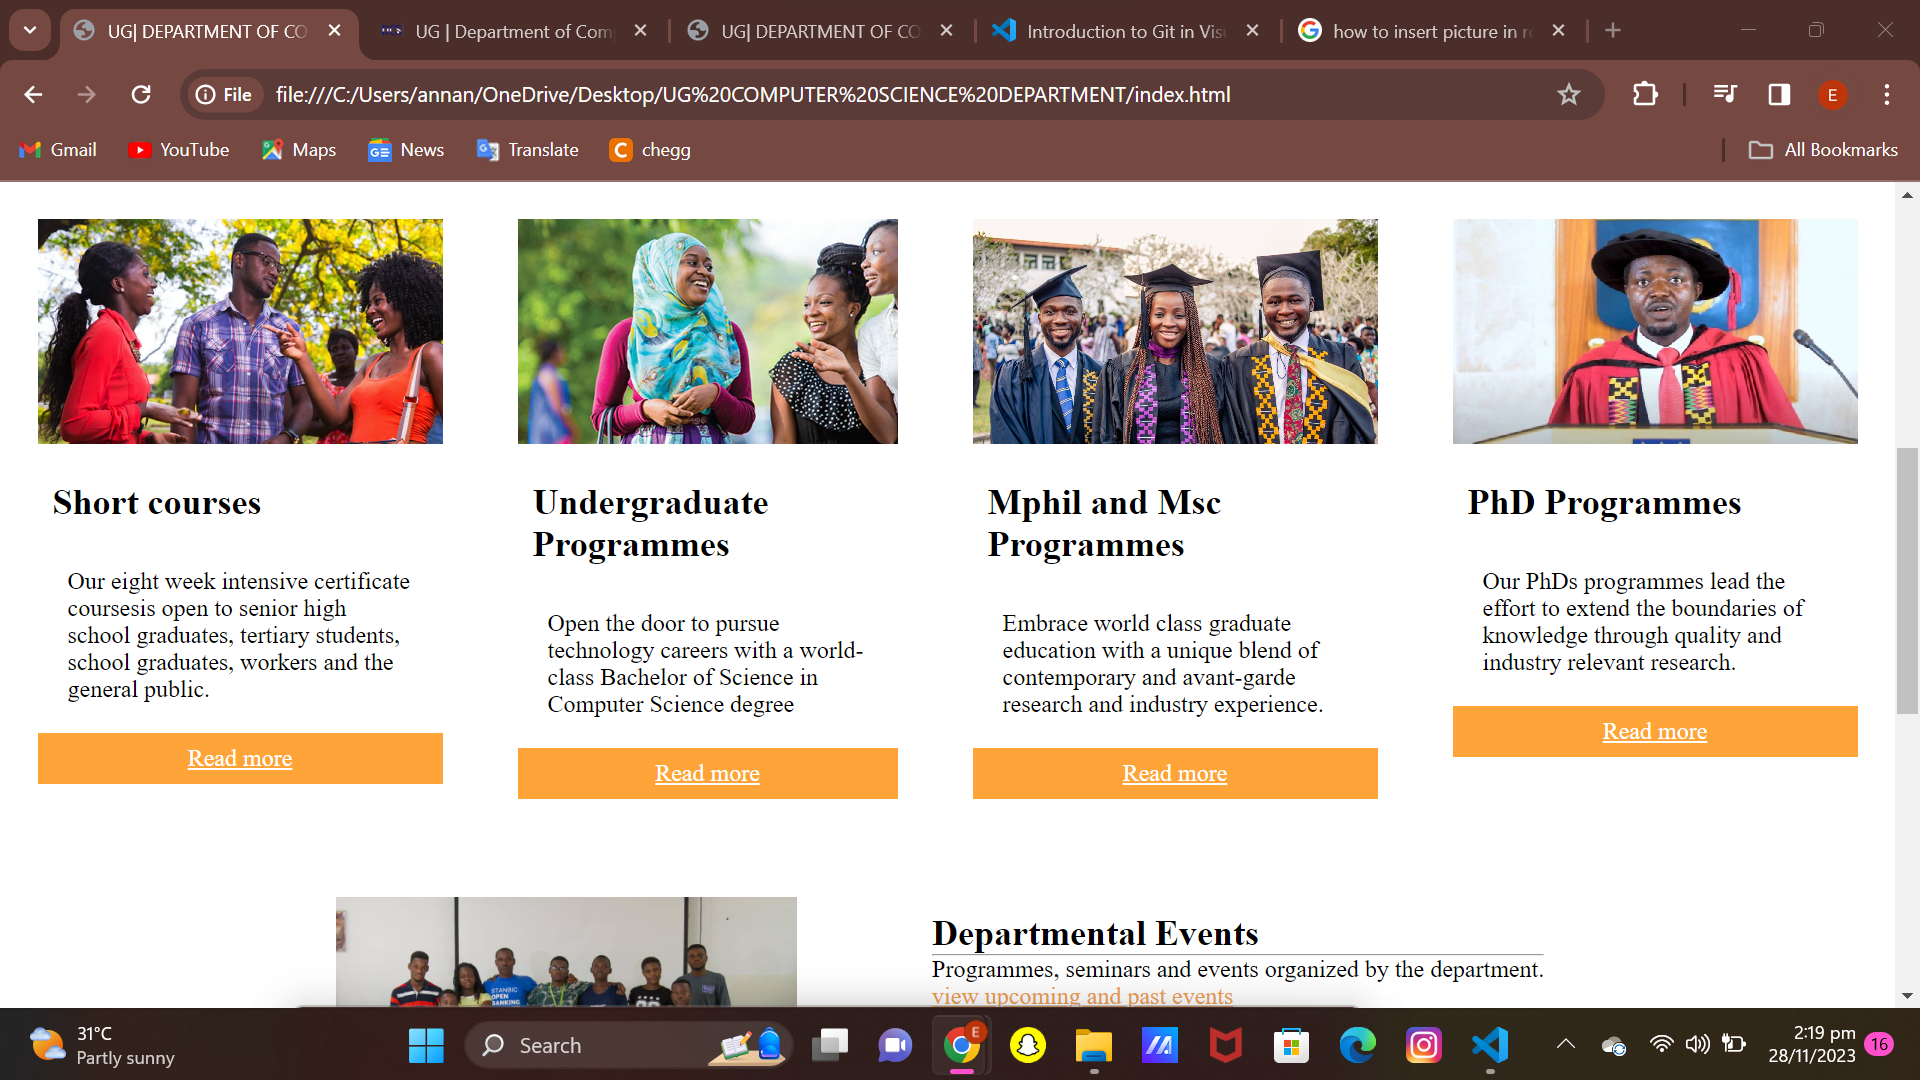 UG| DEPARTMENT OF CO
UG | Department of Com
UG| DEPARTMENT OF CO
Introduction to Git in Vis
how to insert picture in r
File
file:///C:/Users/annan/OneDrive/Desktop/UG%20COMPUTER%20SCIENCE%20DEPARTMENT/index.html
E
Gmail
YouTube
Maps
News
Translate
chegg
All Bookmarks
Short courses
Our eight week intensive certificate
coursesis open to senior high
school graduates, tertiary students,
school graduates, workers and the
general public.
Read more
Undergraduate
Programmes
Open the door to pursue
technology careers with a world-
class Bachelor of Science in
Computer Science degree
Read more
Mphil and Msc
Programmes
Embrace world class graduate
education with a unique blend of
contemporary and avant-garde
research and industry experience.
Read more
PhD Programmes
Our PhDs programmes lead the
effort to extend the boundaries of
knowledge through quality and
industry relevant research.
Read more
STANBIC
OPEN
BANKING
Departmental Events
Programmes, seminars and events organized by the department.
view upcoming and past events
31°C
Partly sunny
Search
E
2:19 pm
28/11/2023
16